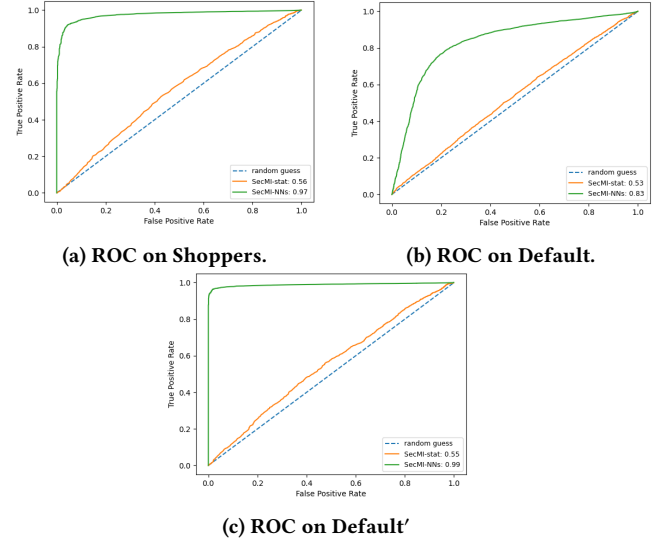 1.0
0.8
0.6
0.4
0.2
0.0
True Positive Rate
0.0 0.2 0.4 0.6 0.8 1.0
False Positive Rate
random guess
SecMI-stat: 0.56
SecMI-NNs: 0.97
(a) ROC on Shoppers.
1.0
0.8
0.6
0.4
0.2
0.0
True Positive Rate
0.0 0.2 0.4 0.6 0.8 1.0
False Positive Rate
random guess
SecMI-stat: 0.53
SecMI-NNs: 0.83
(b) ROC on Default.
1.0
0.8
0.6
0.4
0.2
0.0
True Positive Rate
0.0 0.2 0.4 0.6 0.8 1.0
False Positive Rate
random guess
SecMI-stat: 0.55
SecMI-NNs: 0.99
(c) ROC on Default′